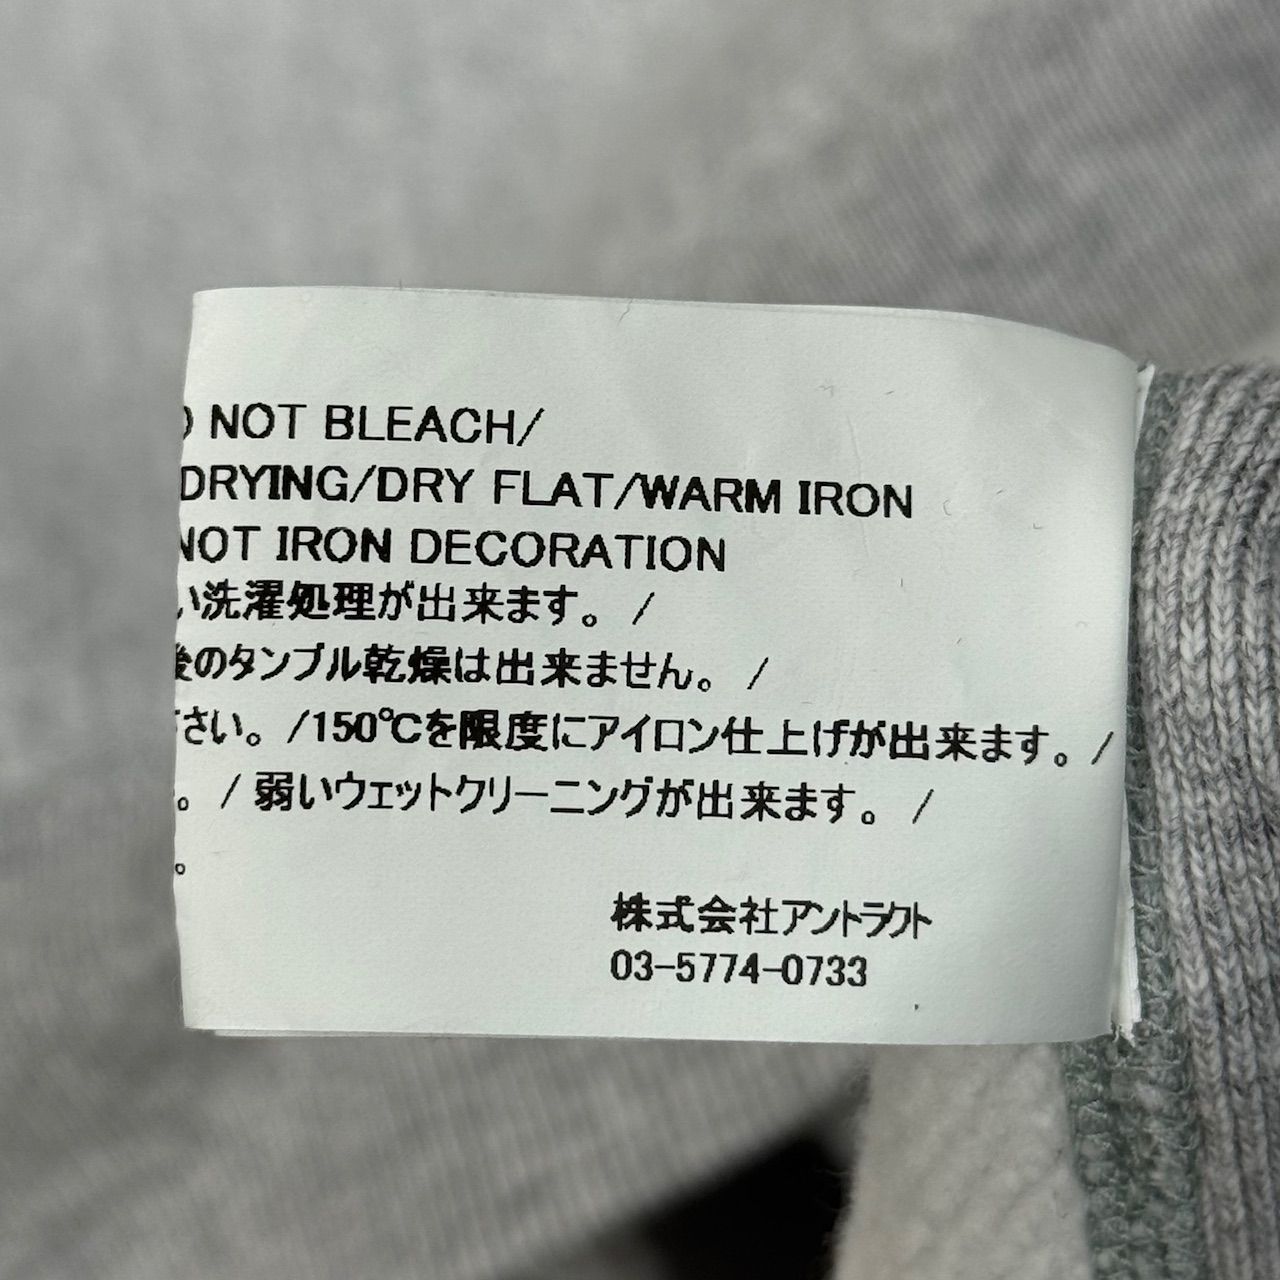 NOT BLEACH/
DRYING/DRY FLAT/WARM IRON
NOT IRON DECORATION
い洗濯処理が出来ます。 /
後のタンブル乾燥は出来ません。 /
さい。 /150℃を限度にアイロン仕上げが出来ます。 /
。 / 弱いウェットクリーニングが出来ます。 /
。
株式会社アントラクト
03-5774-0733